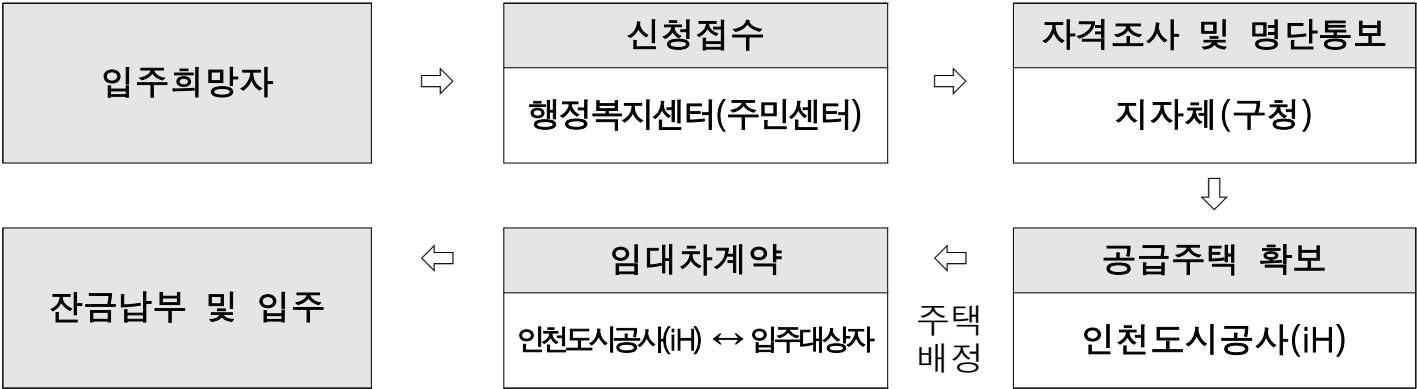 입주희망자
⇨
신청접수
행정복지센터(주민센터)
⇨
자격조사 및 명단통보
지자체(구청)
⇩
공급주택 확보
인천도시공사(iH)
⇦
주택
배정
임대차계약
인천도시공사(iH) ↔ 입주대상자
⇦
잔금납부 및 입주